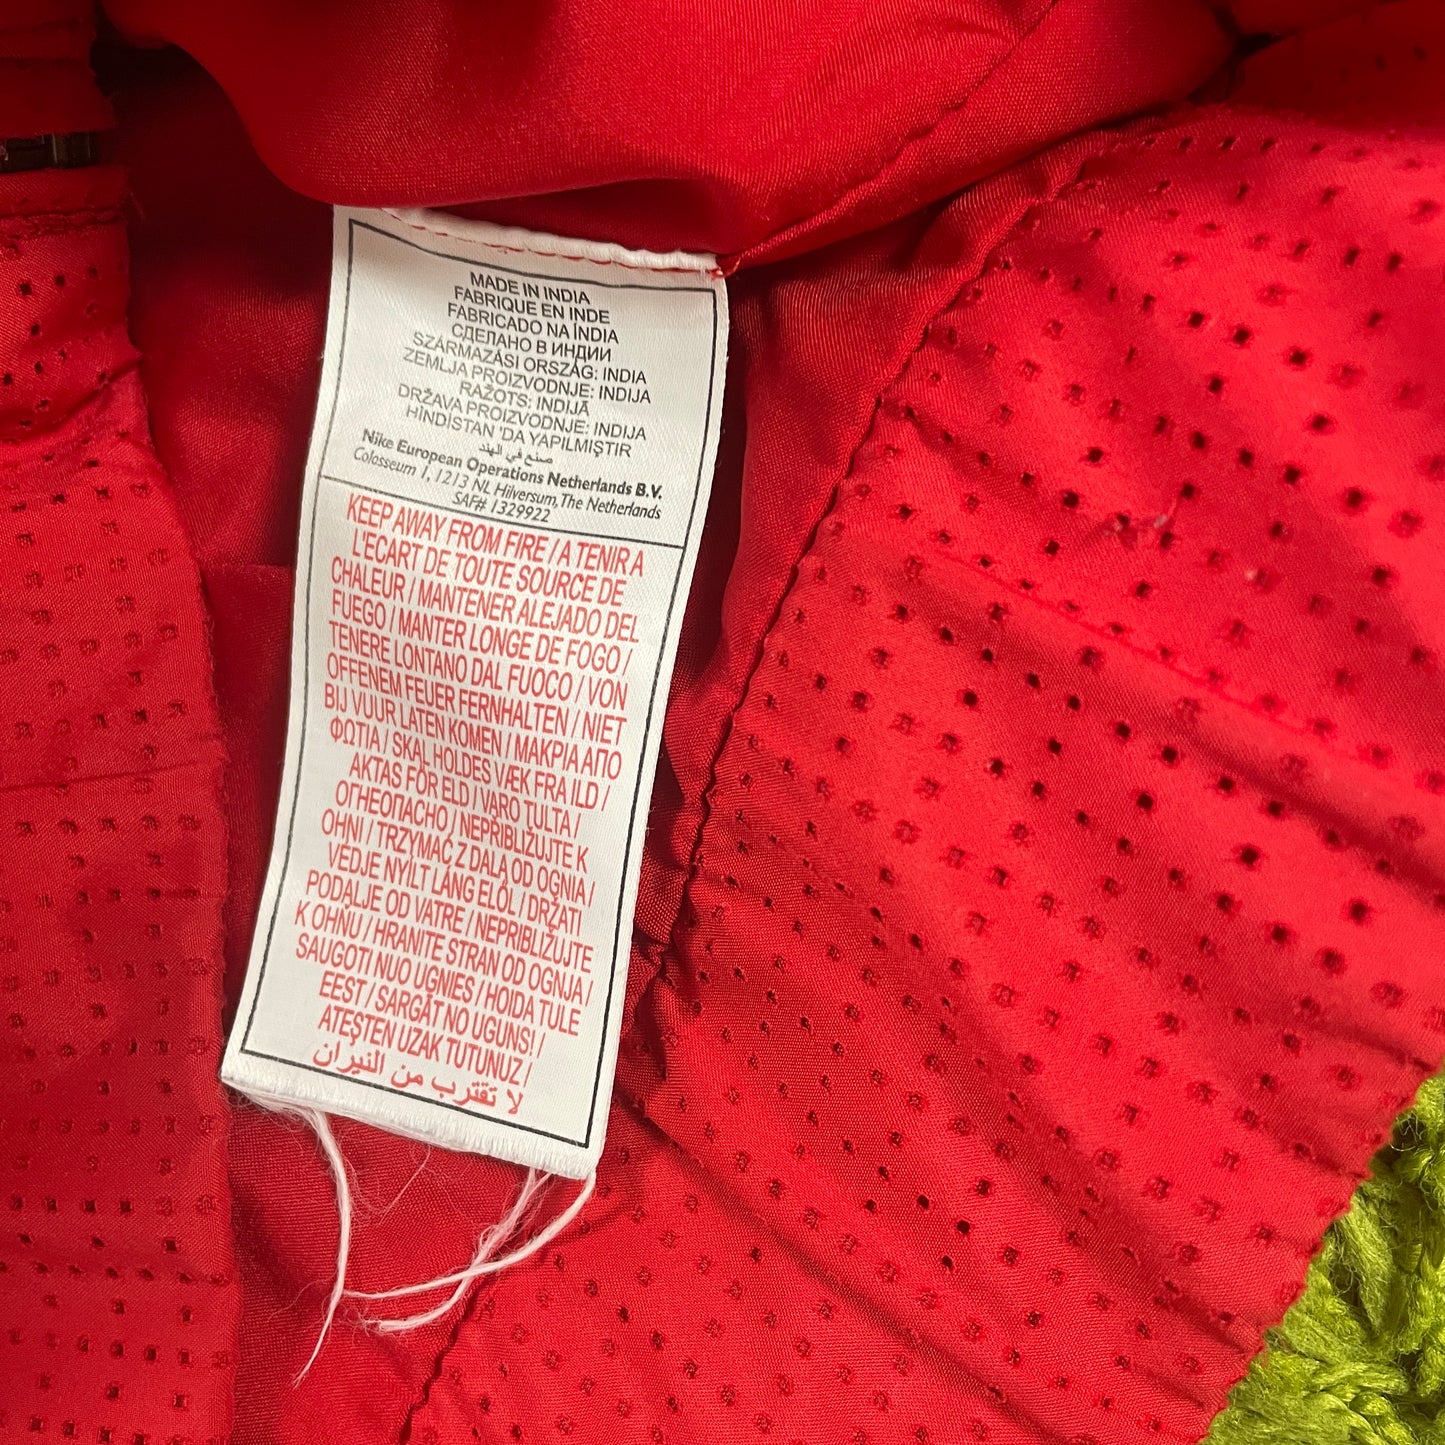 MADE IN INDIA
FABRIQUE EN INDE
FABRICADO NA ÍNDIA
СДЕЛАНО В ИНДИИ
SZÁRMAZÁSI ORSZÁG: INDIA
ZEMLJA PROIZVODNJE: INDIJA
RAŽOTS: INDIJĀ
DRŽAVA PROIZVODNJE: INDIJA
HİNDİSTAN 'DA YAPILMIŞTIR
صنع في الهند
Nike European Operations Netherlands B.V.
Colosseum 1, 1213 NL Hilversum, The Netherlands
SAF# 1329922
KEEP AWAY FROM FIRE / A TENIR A
L'ECART DE TOUTE SOURCE DE
CHALEUR / MANTENER ALEJADO DEL
FUEGO / MANTER LONGE DE FOGO /
TENERE LONTANO DAL FUOCO / VON
OFFENEM FEUER FERNHALTEN / NIET
BIJ VUUR LATEN KOMEN / ΜΑΚΡΙΑ ΑΠΟ
ΦΩΤΙΑ / SKAL HOLDES VÆK FRA ILD /
AKTAS FÖR ELD / VARO TULTA /
ОГНЕОПАСНО / NEPŘIBLIŽUJTE K
OHNI / TRZYMAĆ Z DALA OD OGNIA /
VÉDJE NYÍLT LÁNG ELŐL / DRŽATI
PODALJE OD VATRE / NEPRIBLIŽUJTE
K OHŇU / HRANITE STRAN OD OGNJA /
SAUGOTI NUO UGNIES / HOIDA TULE
EEST / SARGĀT NO UGUNS! /
ATEŞTEN UZAK TUTUNUZ /
لا تقترب من النيران